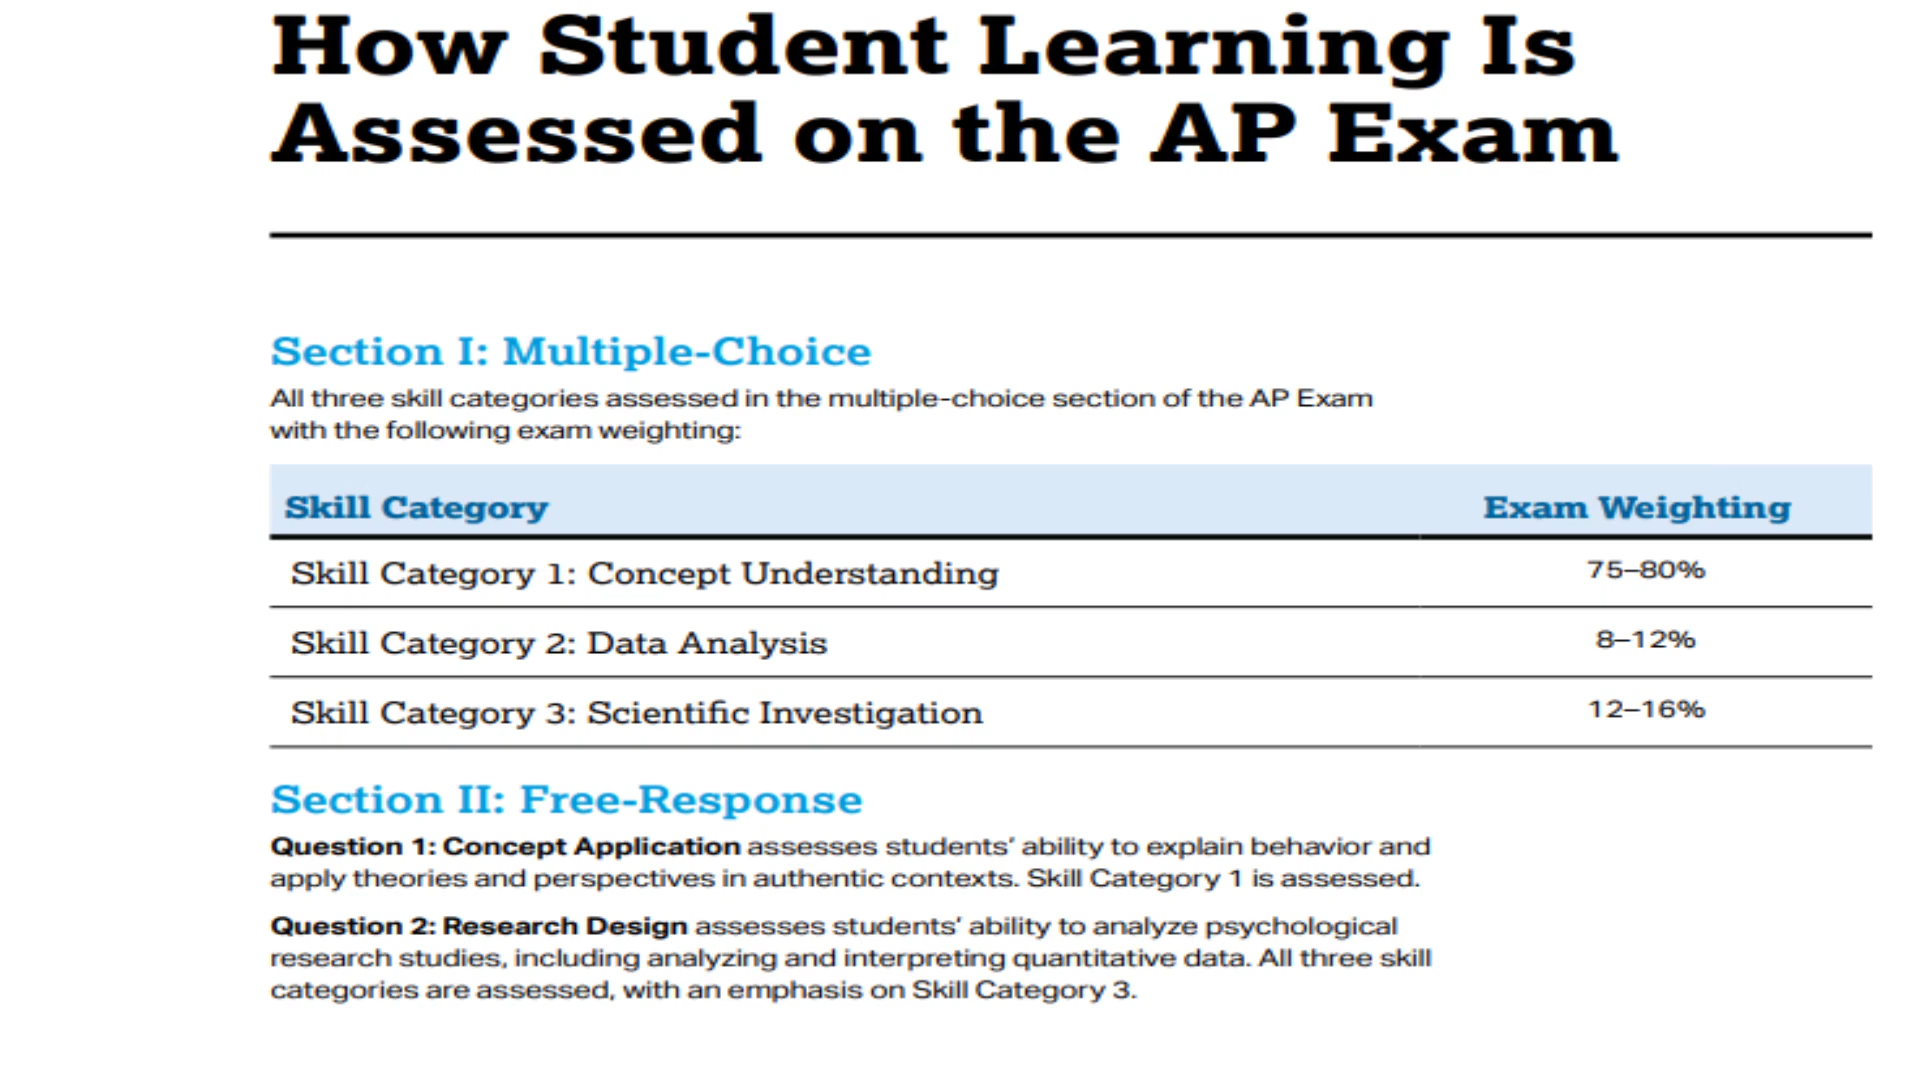 How Student Learning Is
Assessed on the AP Exam
Section I: Multiple-Choice
All three skill categories assessed in the multiple-choice section of the AP Exam
with the following exam weighting:
Skill Category Exam Weighting
Skill Category 1: Concept Understanding 75–80%
Skill Category 2: Data Analysis 8–12%
Skill Category 3: Scientific Investigation 12–16%
Section II: Free-Response
Question 1: Concept Application assesses students’ ability to explain behavior and
apply theories and perspectives in authentic contexts. Skill Category 1 is assessed.
Question 2: Research Design assesses students’ ability to analyze psychological
research studies, including analyzing and interpreting quantitative data. All three skill
categories are assessed, with an emphasis on Skill Category 3.